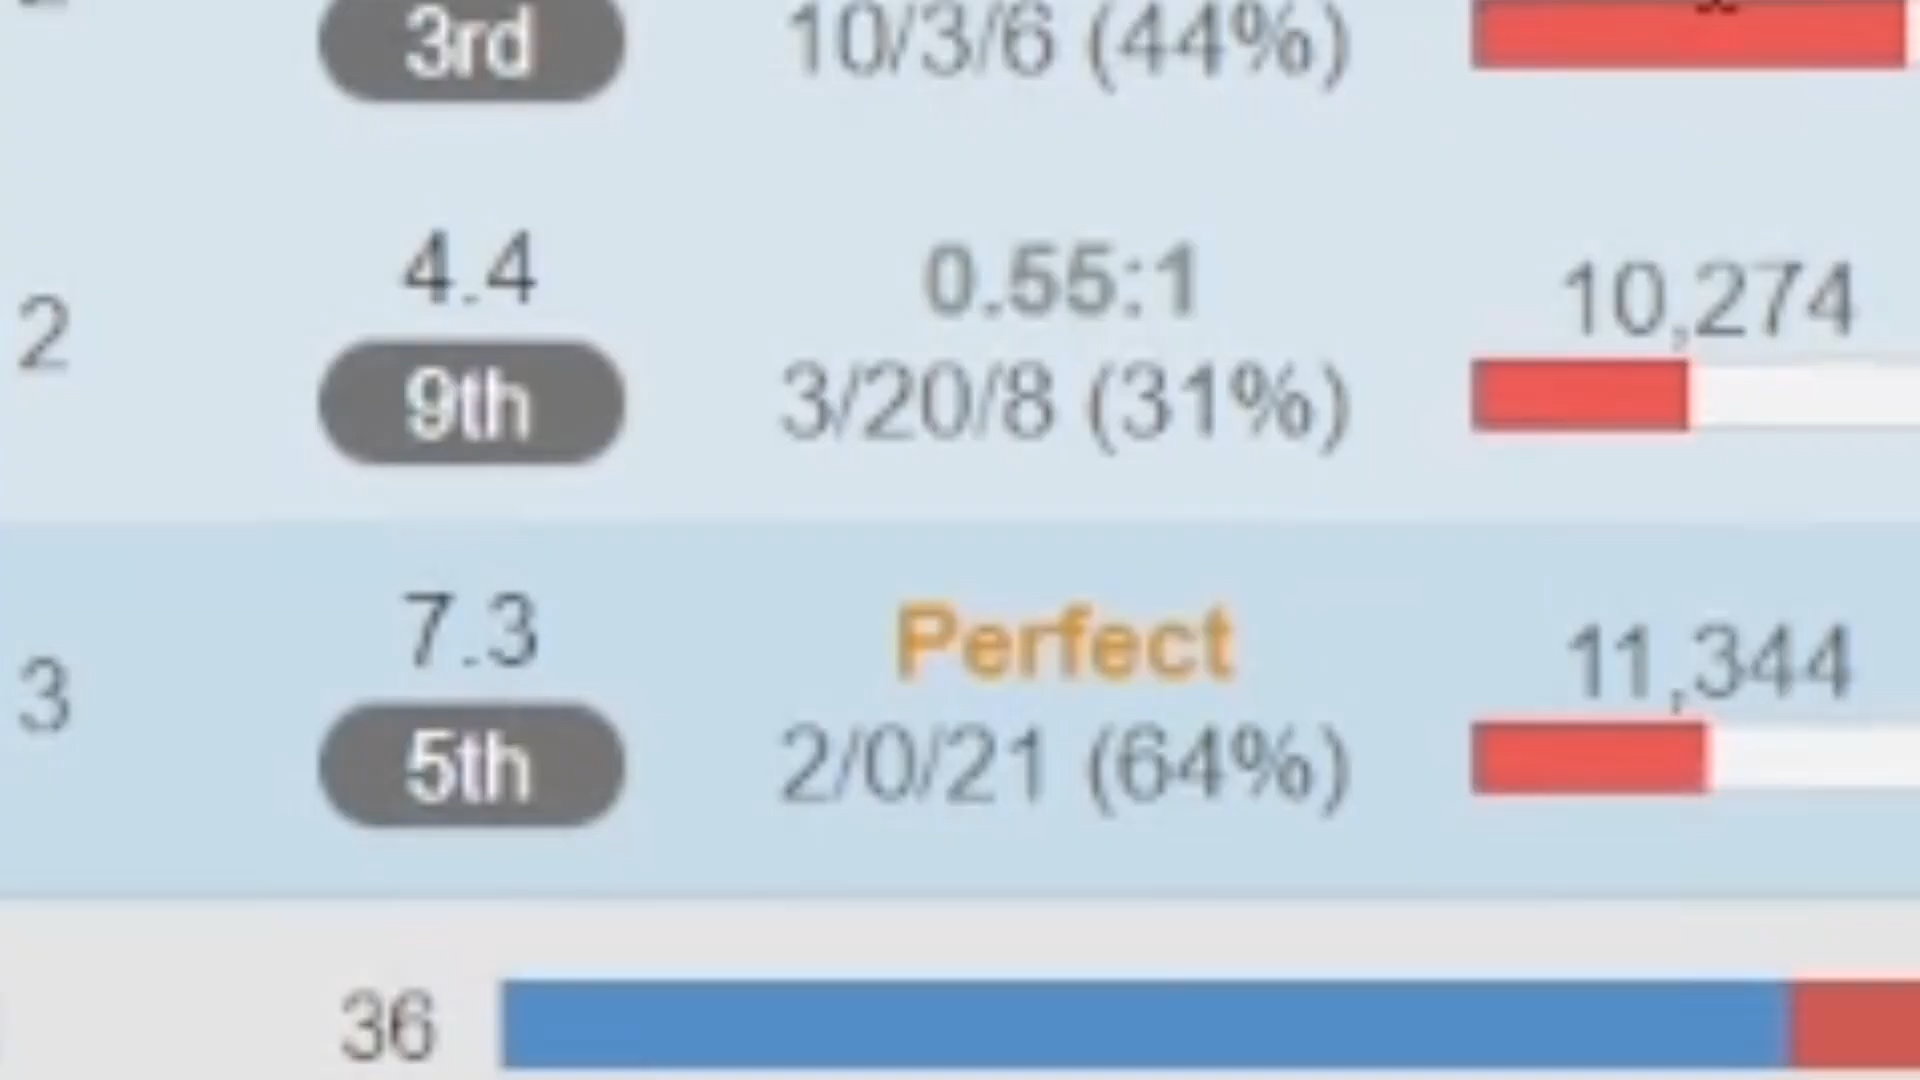 3rd 10/3/6 (44%)
4.4 0.55:1 10,274
2
9th 3/20/8 (31%)
7.3 Perfect 11,344
3
5th 2/0/21 (64%)
36